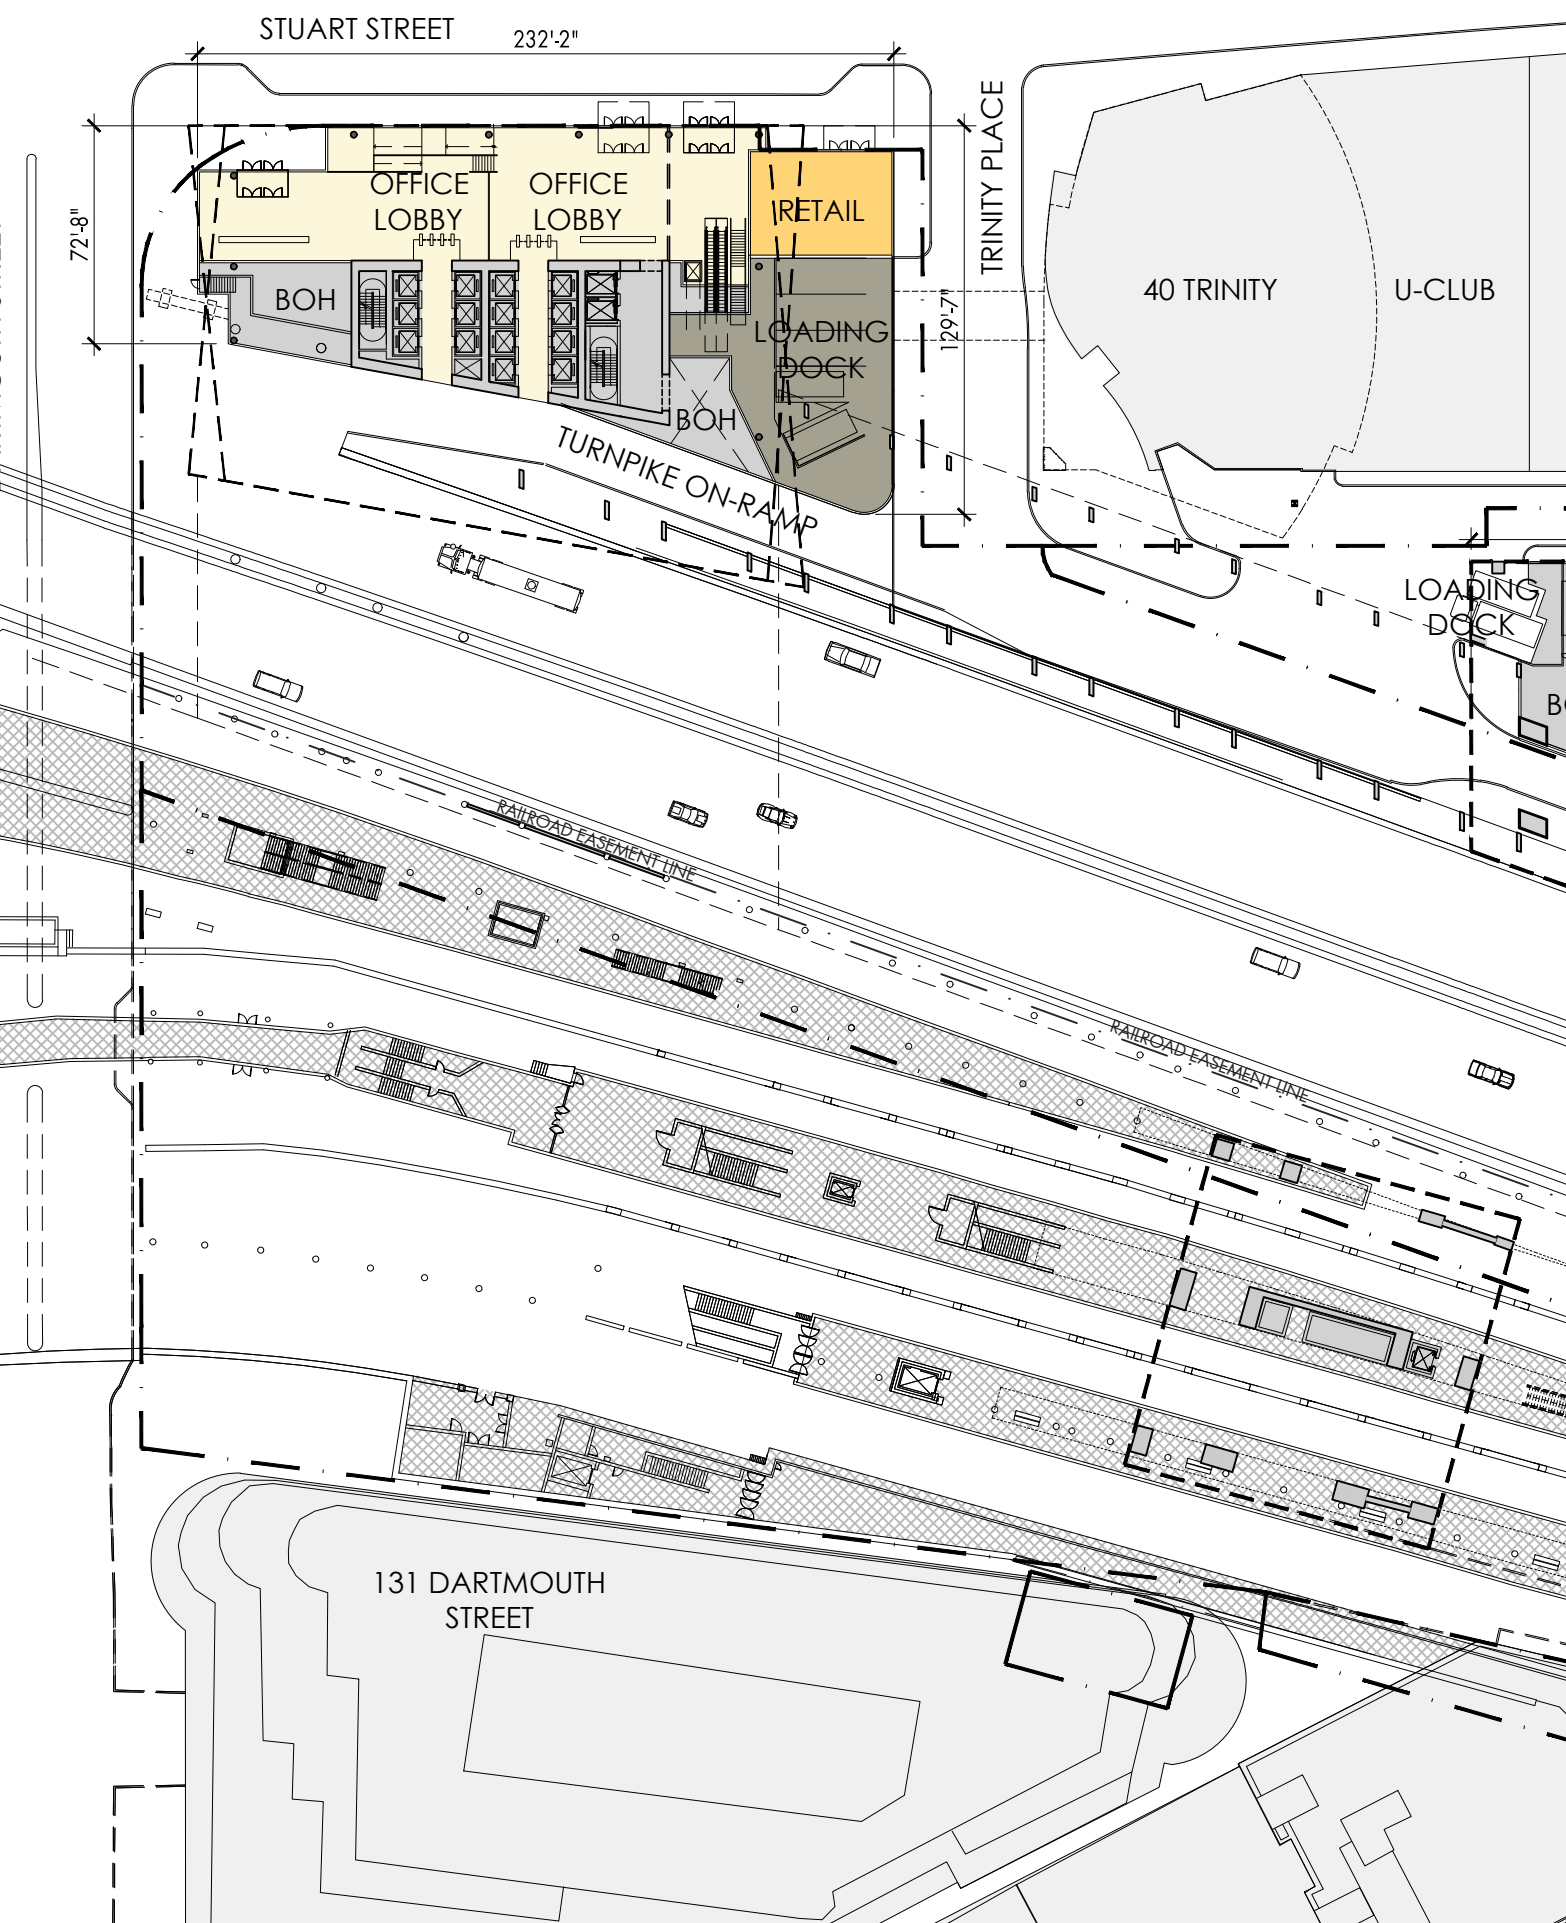 STUART STREET
232'-2"
TRINITY PLACE
72'-8"
OFFICE
LOBBY
OFFICE
LOBBY
RETAIL
40 TRINITY
U-CLUB
BOH
129'-7"
LOADING
DOCK
BOH
TURNPIKE ON-RAMP
LOADING
DOCK
RAILROAD EASEMENT LINE
RAILROAD EASEMENT LINE
131 DARTMOUTH
STREET